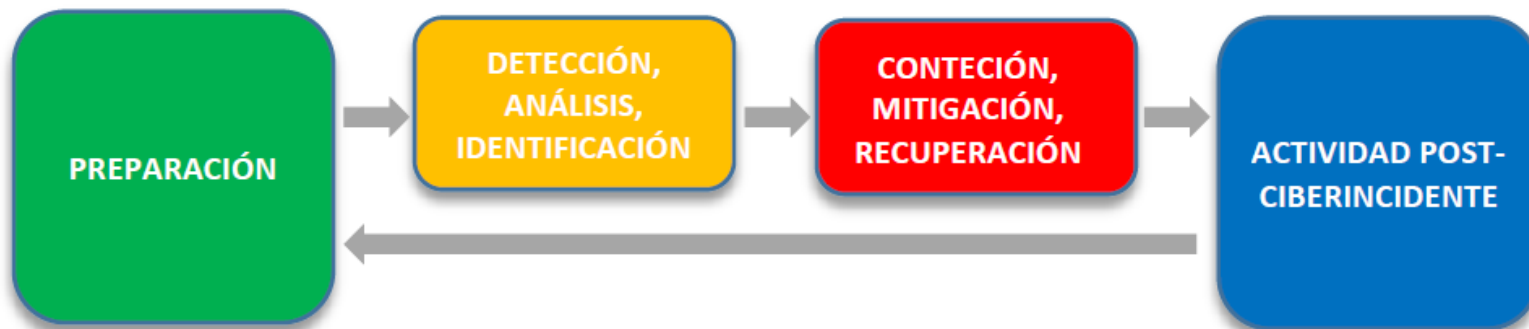 PREPARACIÓN
DETECCIÓN,
ANÁLISIS,
IDENTIFICACIÓN
CONTECIÓN,
MITIGACIÓN,
RECUPERACIÓN
ACTIVIDAD POST-
CIBERINCIDENTE